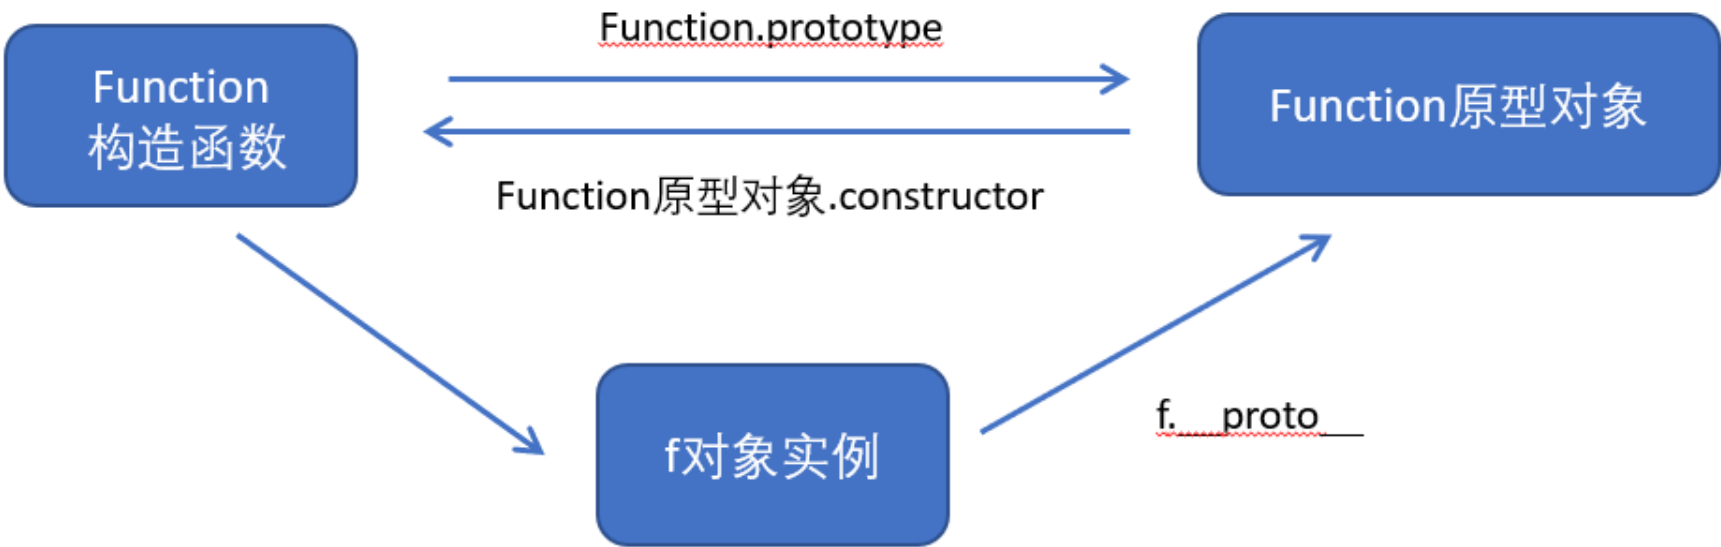 Function.prototype
Function
构造函数
Function原型对象
Function原型对象.constructor
f.__proto__
f对象实例